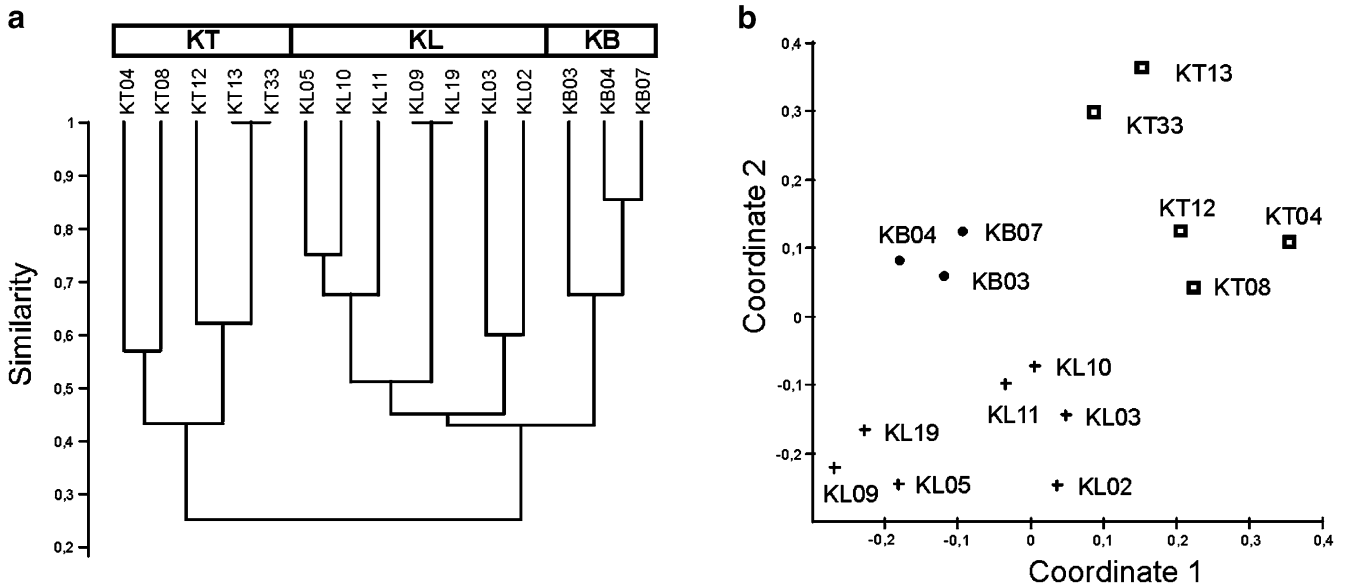 a
KT KL KB
KT04 KT08 KT12 KT13 KT33 KL05 KL10 KL11 KL09 KL19 KL03 KL02 KB03 KB04 KB07
Similarity
1
0,9
0,8
0,7
0,6
0,5
0,4
0,3
0,2
b
Coordinate 2
0,4
0,3
0,2
0,1
0
-0,1
-0,2
KT13
KT33
KT12
KT04
KB04
KB07
KB03
KT08
KL10
KL11
KL03
KL19
KL09
KL05
KL02
-0,2 -0,1 0 0,1 0,2 0,3 0,4
Coordinate 1